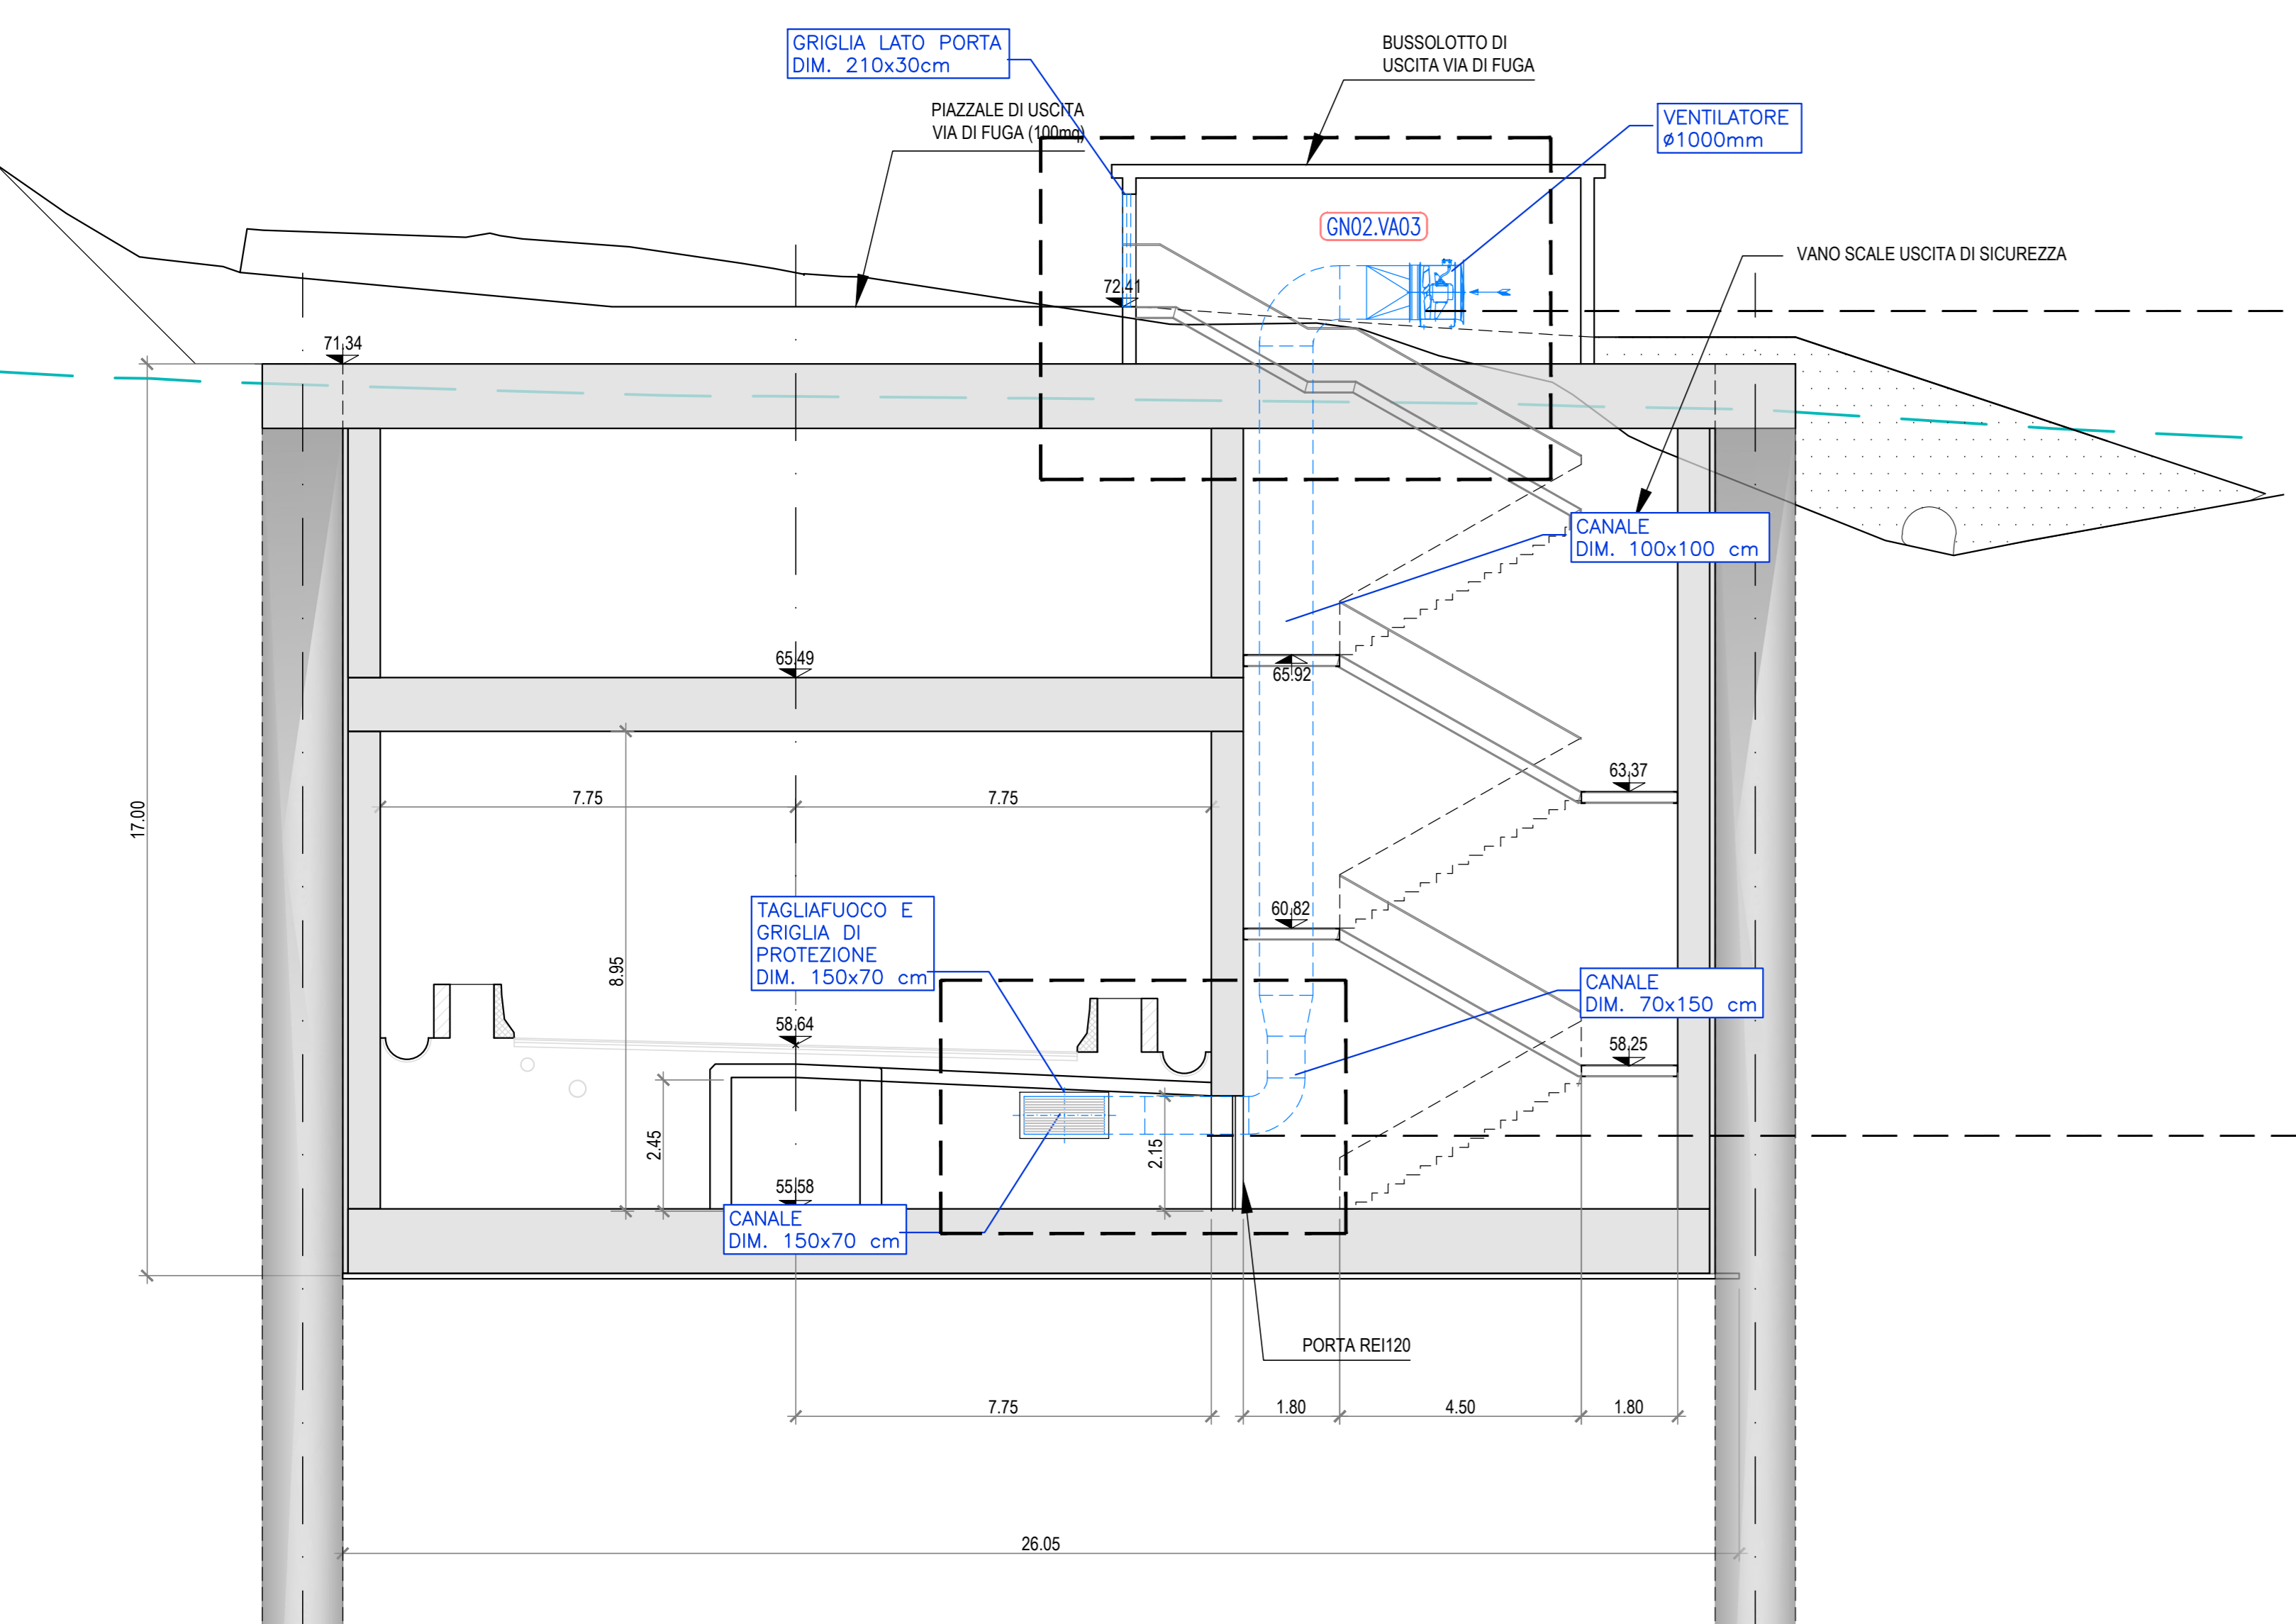 GRIGLIA LATO PORTA
DIM. 210x30cm
BUSSOLOTTO DI
USCITA VIA DI FUGA
PIAZZALE DI USCITA
VIA DI FUGA (100mq)
VENTILATORE
ø1000mm
GN02.VA03
VANO SCALE USCITA DI SICUREZZA
72.41
71.34
CANALE
DIM. 100x100 cm
65.49
65.92
63.37
7.75
7.75
17.00
TAGLIAFUOCO E
GRIGLIA DI
PROTEZIONE
DIM. 150x70 cm
60.82
8.95
CANALE
DIM. 70x150 cm
58.64
58.25
2.45
2.15
55.58
CANALE
DIM. 150x70 cm
PORTA REI120
7.75
1.80
4.50
1.80
26.05